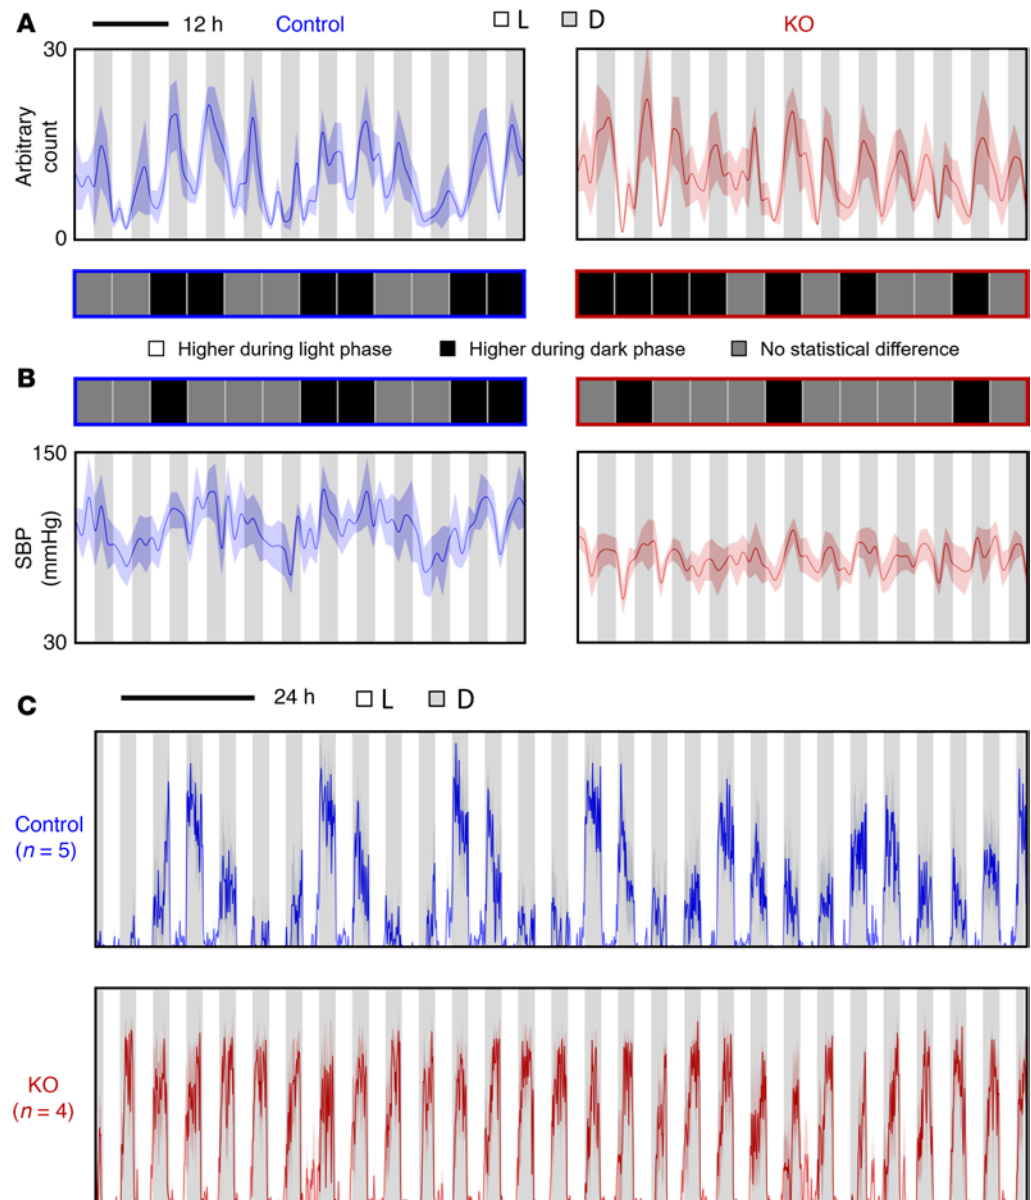 A 12 h Control L D KO
30
Arbitrary
count
0
Higher during light phase Higher during dark phase No statistical difference
B
150
SBP
(mmHg)
30
C 24 h L D
Control
(n = 5)
KO
(n = 4)